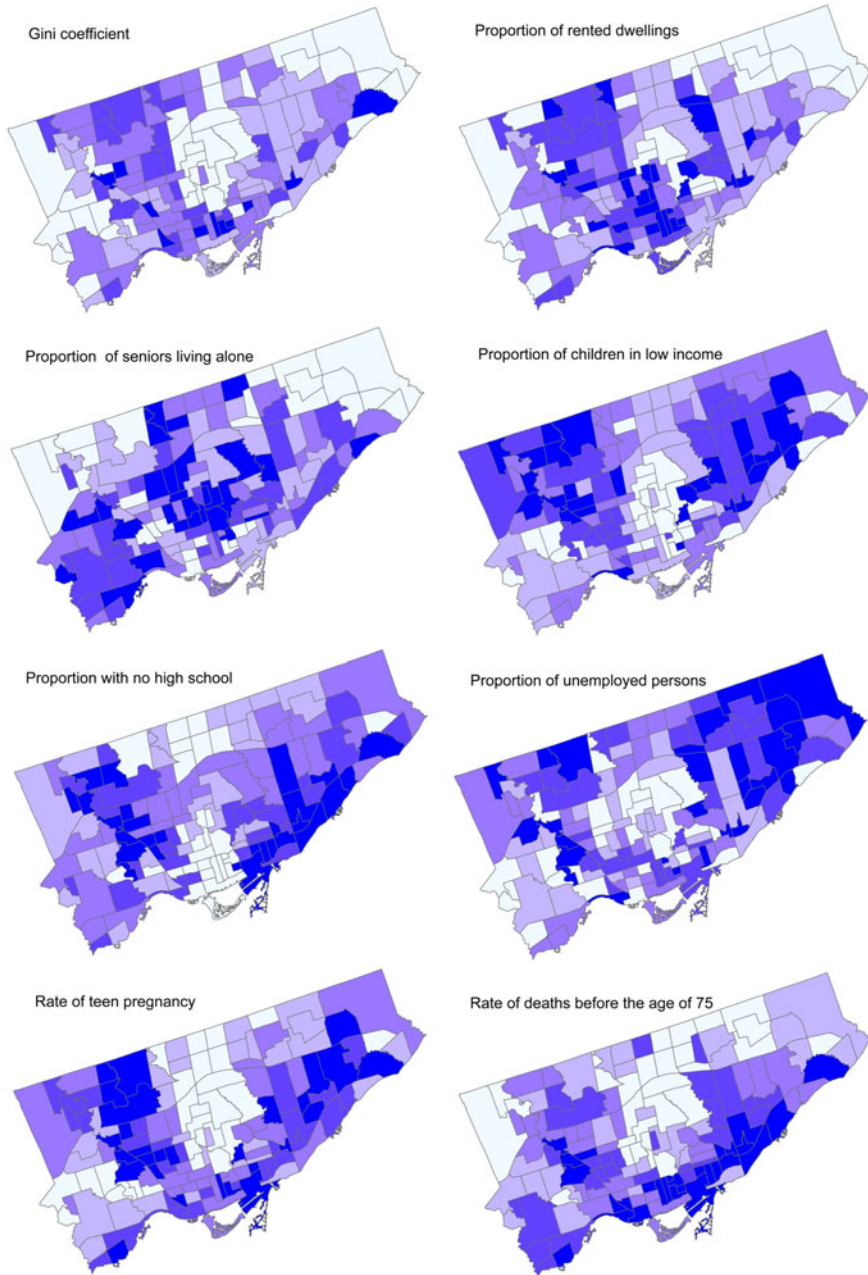 Gini coefficient
Proportion of rented dwellings
Proportion of seniors living alone
Proportion of children in low income
Proportion with no high school
Proportion of unemployed persons
Rate of teen pregnancy
Rate of deaths before the age of 75